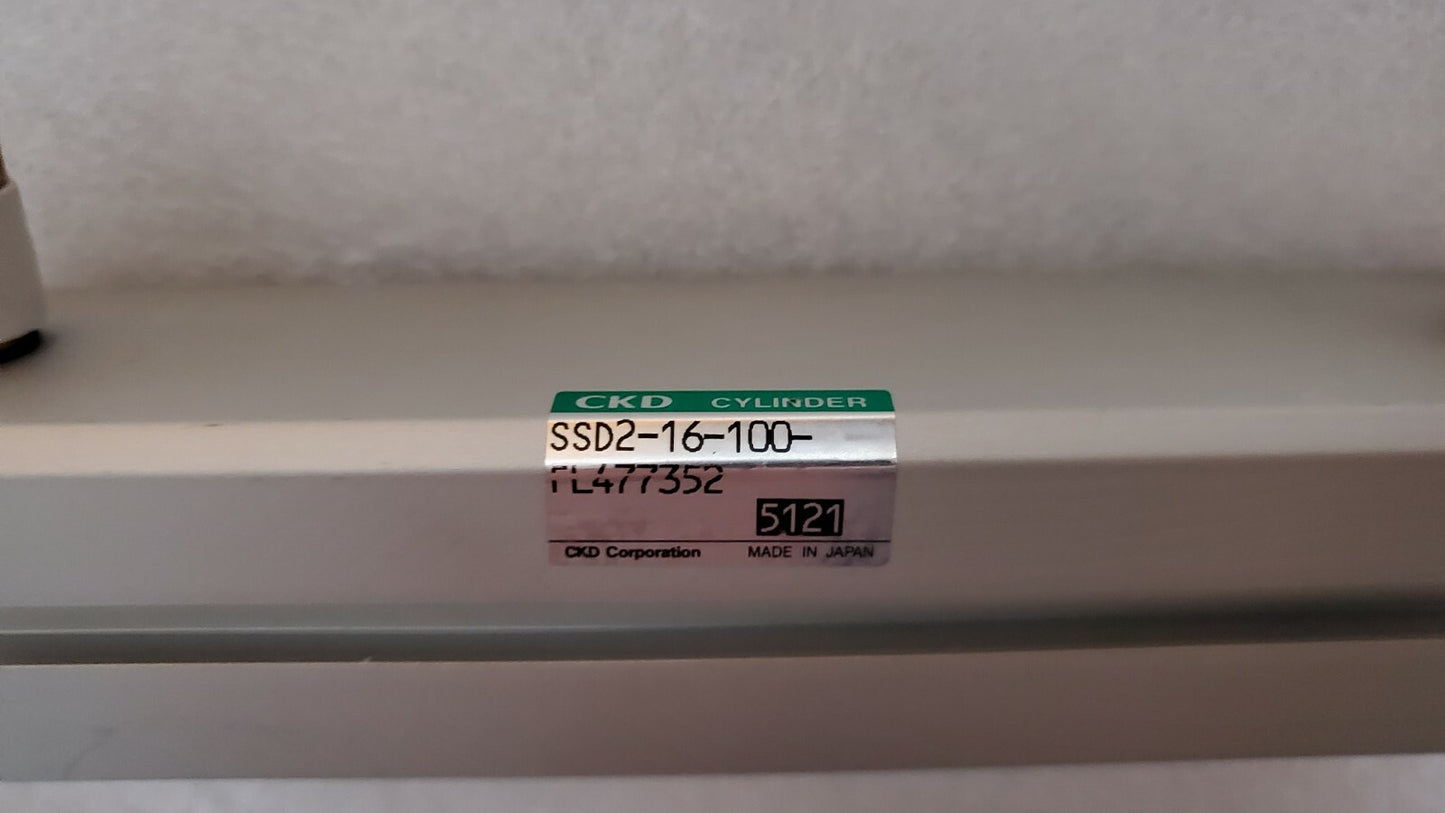 CKD CYLINDER
SSD2-16-100-
FL477352
5121
CKD Corporation MADE IN JAPAN